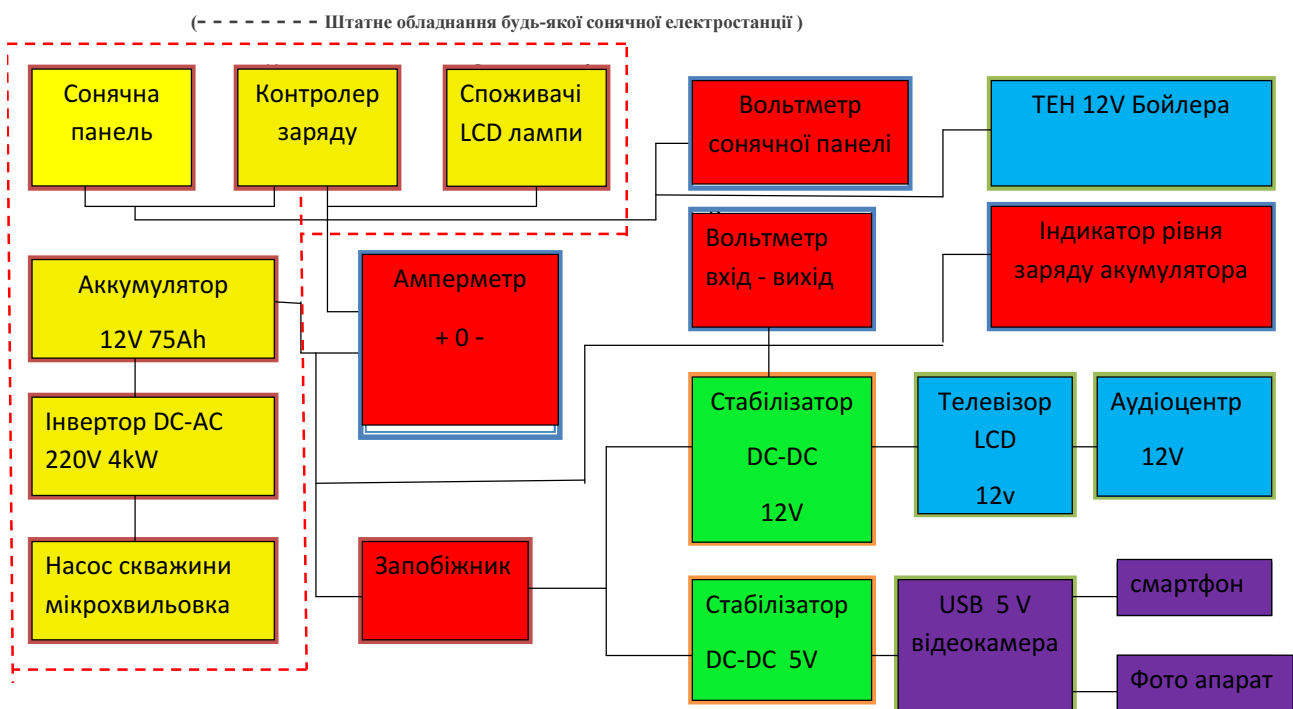 (- - - - - - - - Штатне обладнання будь-якої сонячної електростанції )
Сонячна
панель
Контролер
заряду
Споживачі
LCD лампи
Вольтметр
сонячної панелі
ТЕН 12V Бойлера
Вольтметр
вхід - вихід
Індикатор рівня
заряду акумулятора
Аккумулятор
12V 75Ah
Амперметр
+ 0 -
Інвертор DC-AC
220V 4kW
Стабілізатор
DC-DC
12V
Телевізор
LCD
12v
Аудіоцентр
12V
Насос скважини
мікрохвильовка
Запобіжник
Стабілізатор
DC-DC 5V
USB 5 V
відеокамера
смартфон
Фото апарат